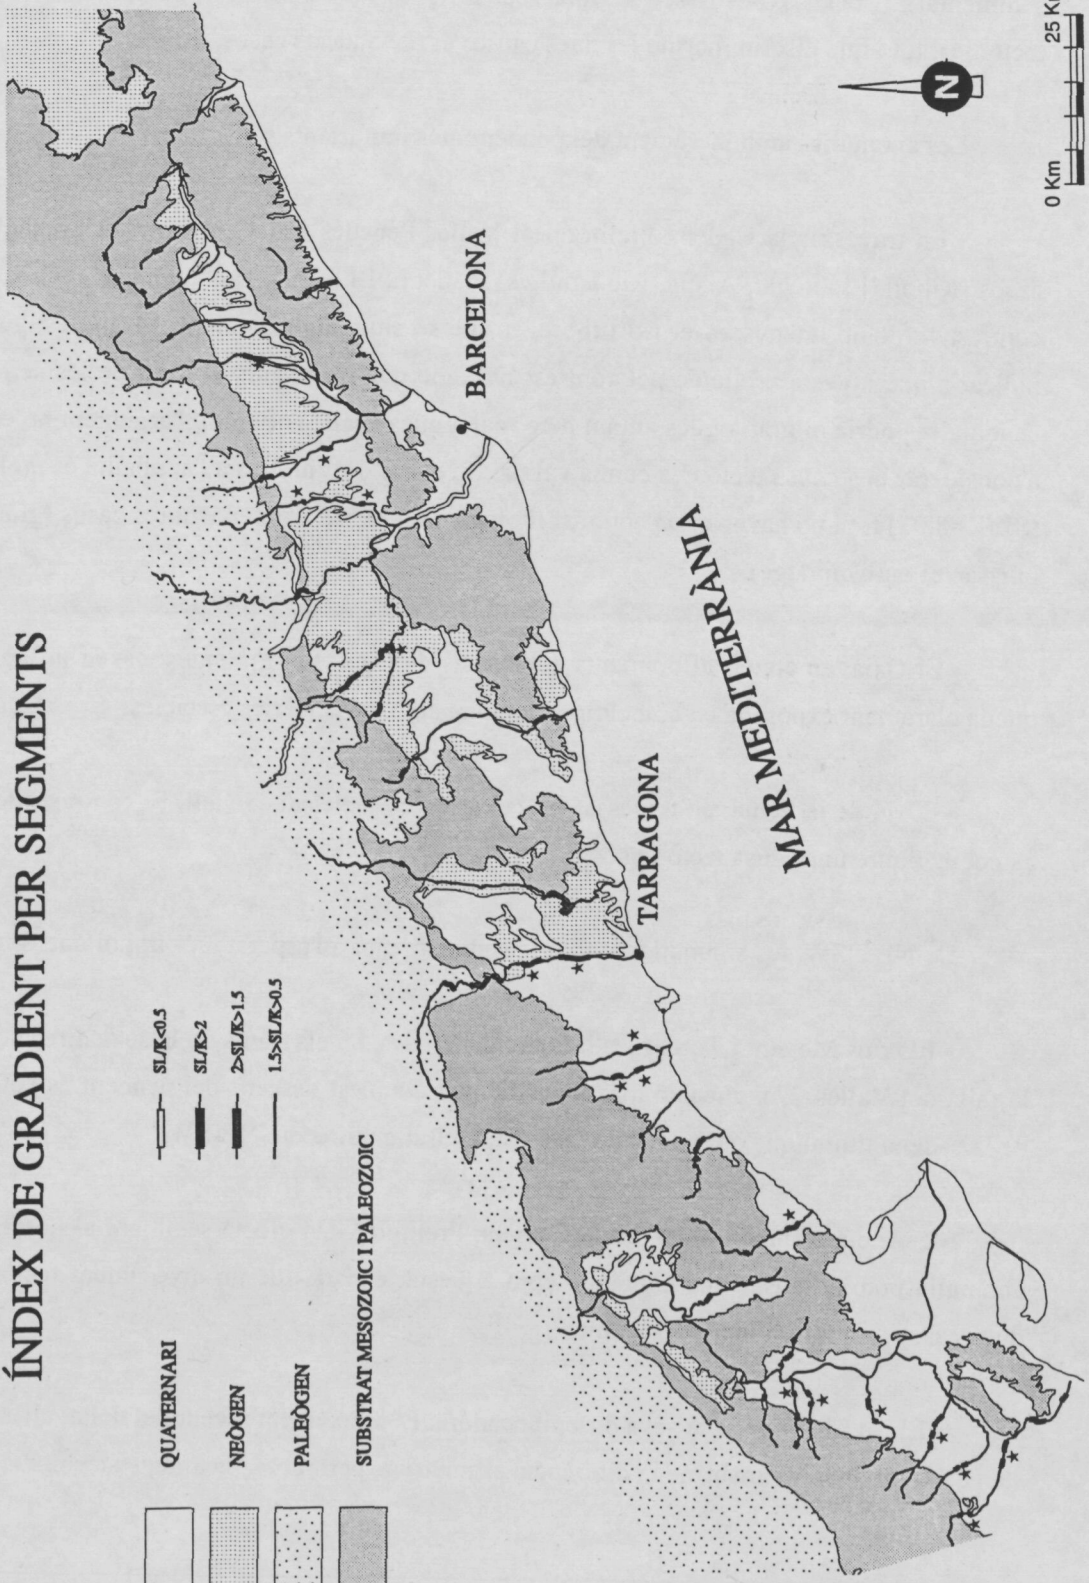 ÍNDEX DE GRADIENT PER SEGMENTS
QUATERNARI
NEÒGEN
PALEÒGEN
SUBSTRAT MESOZOIC I PALEOZOIC
SL/K<0.5
SL/K>2
2>SL/K>1.5
1.5>SL/K>0.5
BARCELONA
TARRAGONA
MAR MEDITERRÀNIA
N
0 Km
25 Km